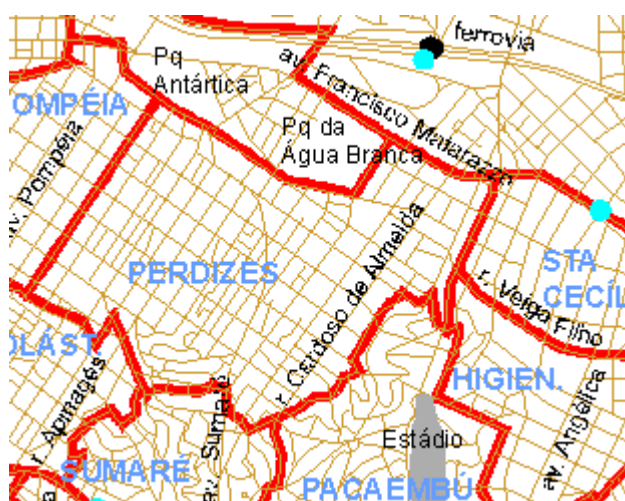 ferrovia
Pq
Antártica
av. Francisco Matarazzo
OMPÉIA
Pq da
Água Branca
av. Pompéia
PERDIZES
r. Cardoso de Almeida
STA
CECÍL
r. Veiga Filho
OLÁST
HIGIEN.
r. Apinagés
av. Sumaré
av. Angélica
Estádio
SUMARÉ
PACAEMBÚ